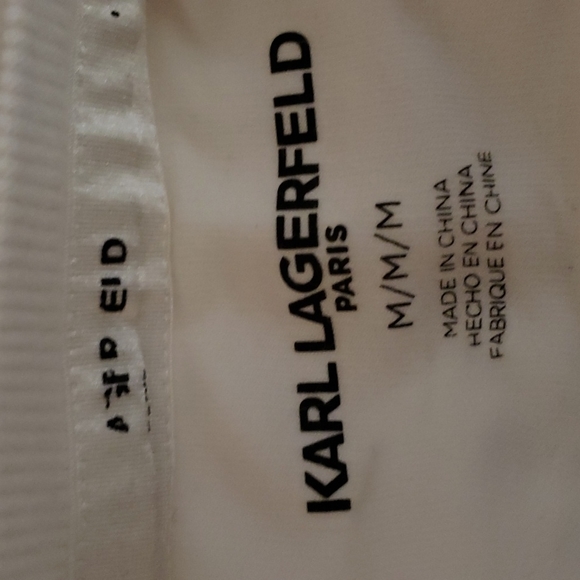 KARL LAGERFELD
PARIS
M/M/M
MADE IN CHINA
HECHO EN CHINA
FABRIQUE EN CHINE